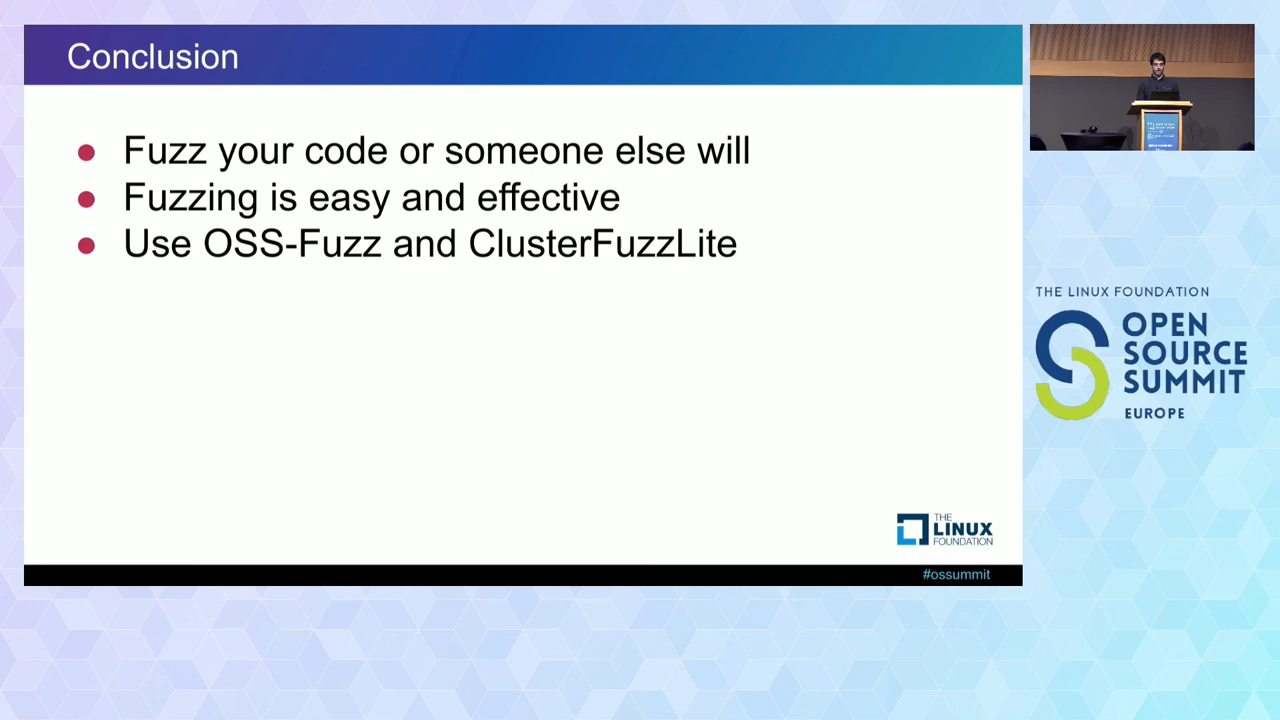 Conclusion
● Fuzz your code or someone else will
● Fuzzing is easy and effective
● Use OSS-Fuzz and ClusterFuzzLite
THE
LINUX
FOUNDATION
#ossummit
THE LINUX FOUNDATION
OPEN
SOURCE
SUMMIT
EUROPE